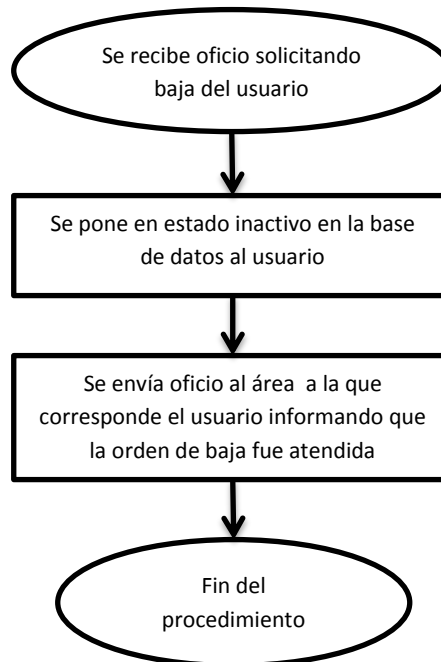 Se recibe oficio solicitando
baja del usuario
Se pone en estado inactivo en la base
de datos al usuario
Se envía oficio al área a la que
corresponde el usuario informando que
la orden de baja fue atendida
Fin del
procedimiento